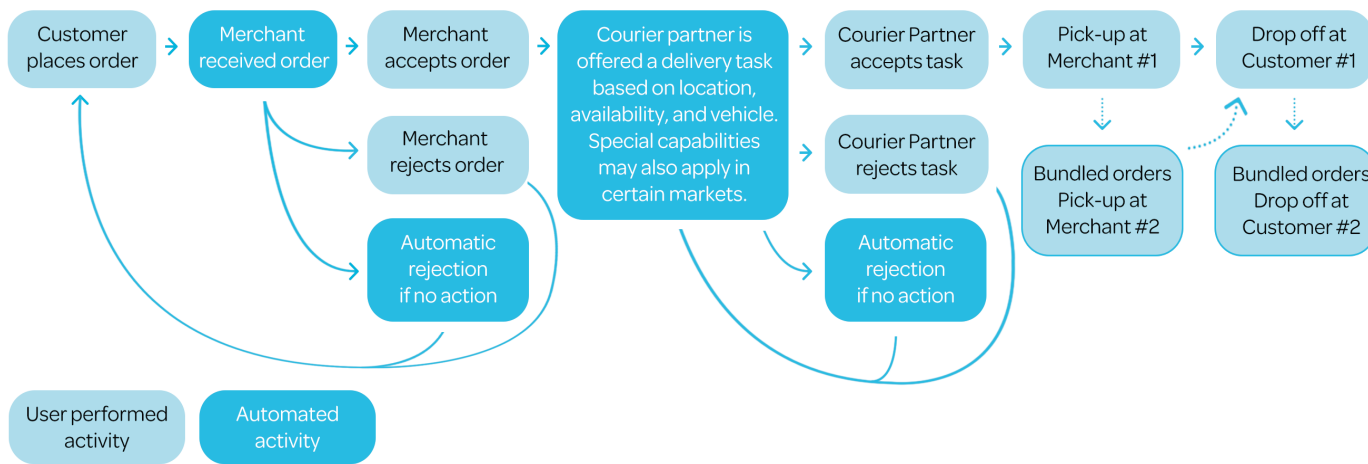 Customer
places order
Merchant
received order
Merchant
accepts order
Courier partner is
offered a delivery task
based on location,
availability, and vehicle.
Special capabilities
may also apply in
certain markets.
Courier Partner
accepts task
Pick-up at
Merchant #1
Drop off at
Customer #1
Merchant
rejects order
Courier Partner
rejects task
Bundled orders
Pick-up at
Merchant #2
Bundled orders
Drop off at
Customer #2
Automatic
rejection
if no action
Automatic
rejection
if no action
User performed
activity
Automated
activity